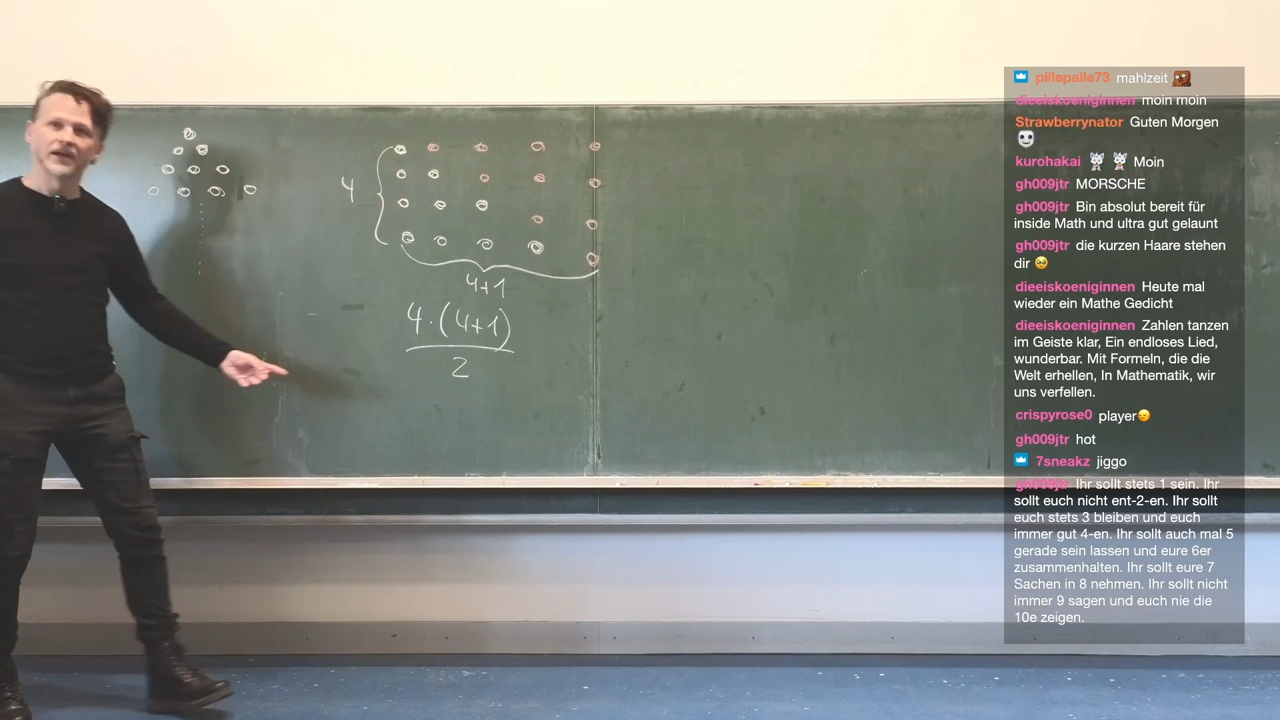 4
4+1
4·(4+1)
2
pillepalle73 mahlzeit
dieeiskoeniginnen moin moin
Strawberrynator Guten Morgen
kurohakai Moin
gh009jtr MORSCHE
gh009jtr Bin absolut bereit für
inside Math und ultra gut gelaunt
gh009jtr die kurzen Haare stehen
dir
dieeiskoeniginnen Heute mal
wieder ein Mathe Gedicht
dieeiskoeniginnen Zahlen tanzen
im Geiste klar, Ein endloses Lied,
wunderbar. Mit Formeln, die die
Welt erhellen, In Mathematik, wir
uns verfellen.
crispyrose0 player
gh009jtr hot
7sneakz jiggo
gh009jtr Ihr sollt stets 1 sein. Ihr
sollt euch nicht ent-2-en. Ihr sollt
euch stets 3 bleiben und euch
immer gut 4-en. Ihr sollt auch mal 5
gerade sein lassen und eure 6er
zusammenhalten. Ihr sollt eure 7
Sachen in 8 nehmen. Ihr sollt nicht
immer 9 sagen und euch nie die
10e zeigen.